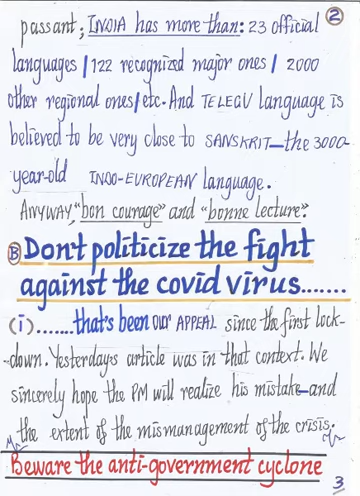 passant; INDIA has more than: 23 official ②
languages / 122 recognized major ones / 2000
other regional ones/etc. And TELEGU language is
believed to be very close to SANSKRIT—the 3000-
year-old INDO-EUROPEAN language.
ANYWAY, "bon courage" and "bonne lecture".
Ⓑ Don't politicize the fight
against the covid virus.......
(i).......that's been OUR APPEAL since the first lock-
-down. Yesterday's article was in that context. We
sincerely hope the PM will realize his mistake—and
the extent of the mismanagement of the crisis.
Beware the anti-government cyclone
3